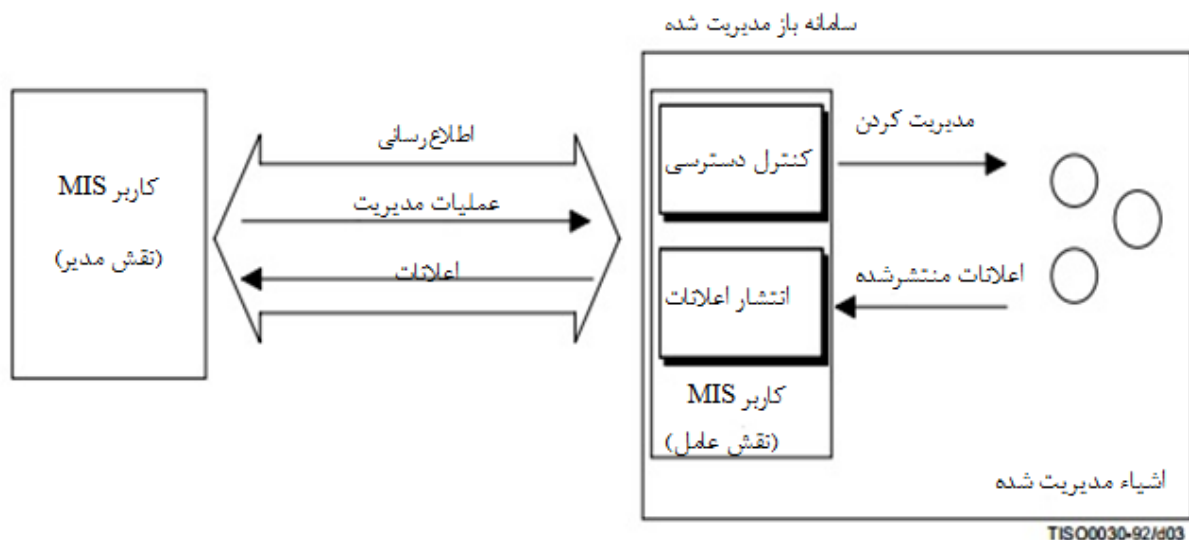 سامانه باز مدیریت شده
کاربر MIS
(نقش مدیر)
اطلاع‌رسانی
عملیات مدیریت
اعلانات
کنترل دسترسی
انتشار اعلانات
کاربر MIS
(نقش عامل)
مدیریت کردن
اعلانات منتشرشده
اشیاء مدیریت شده
TISO0030-92/d03